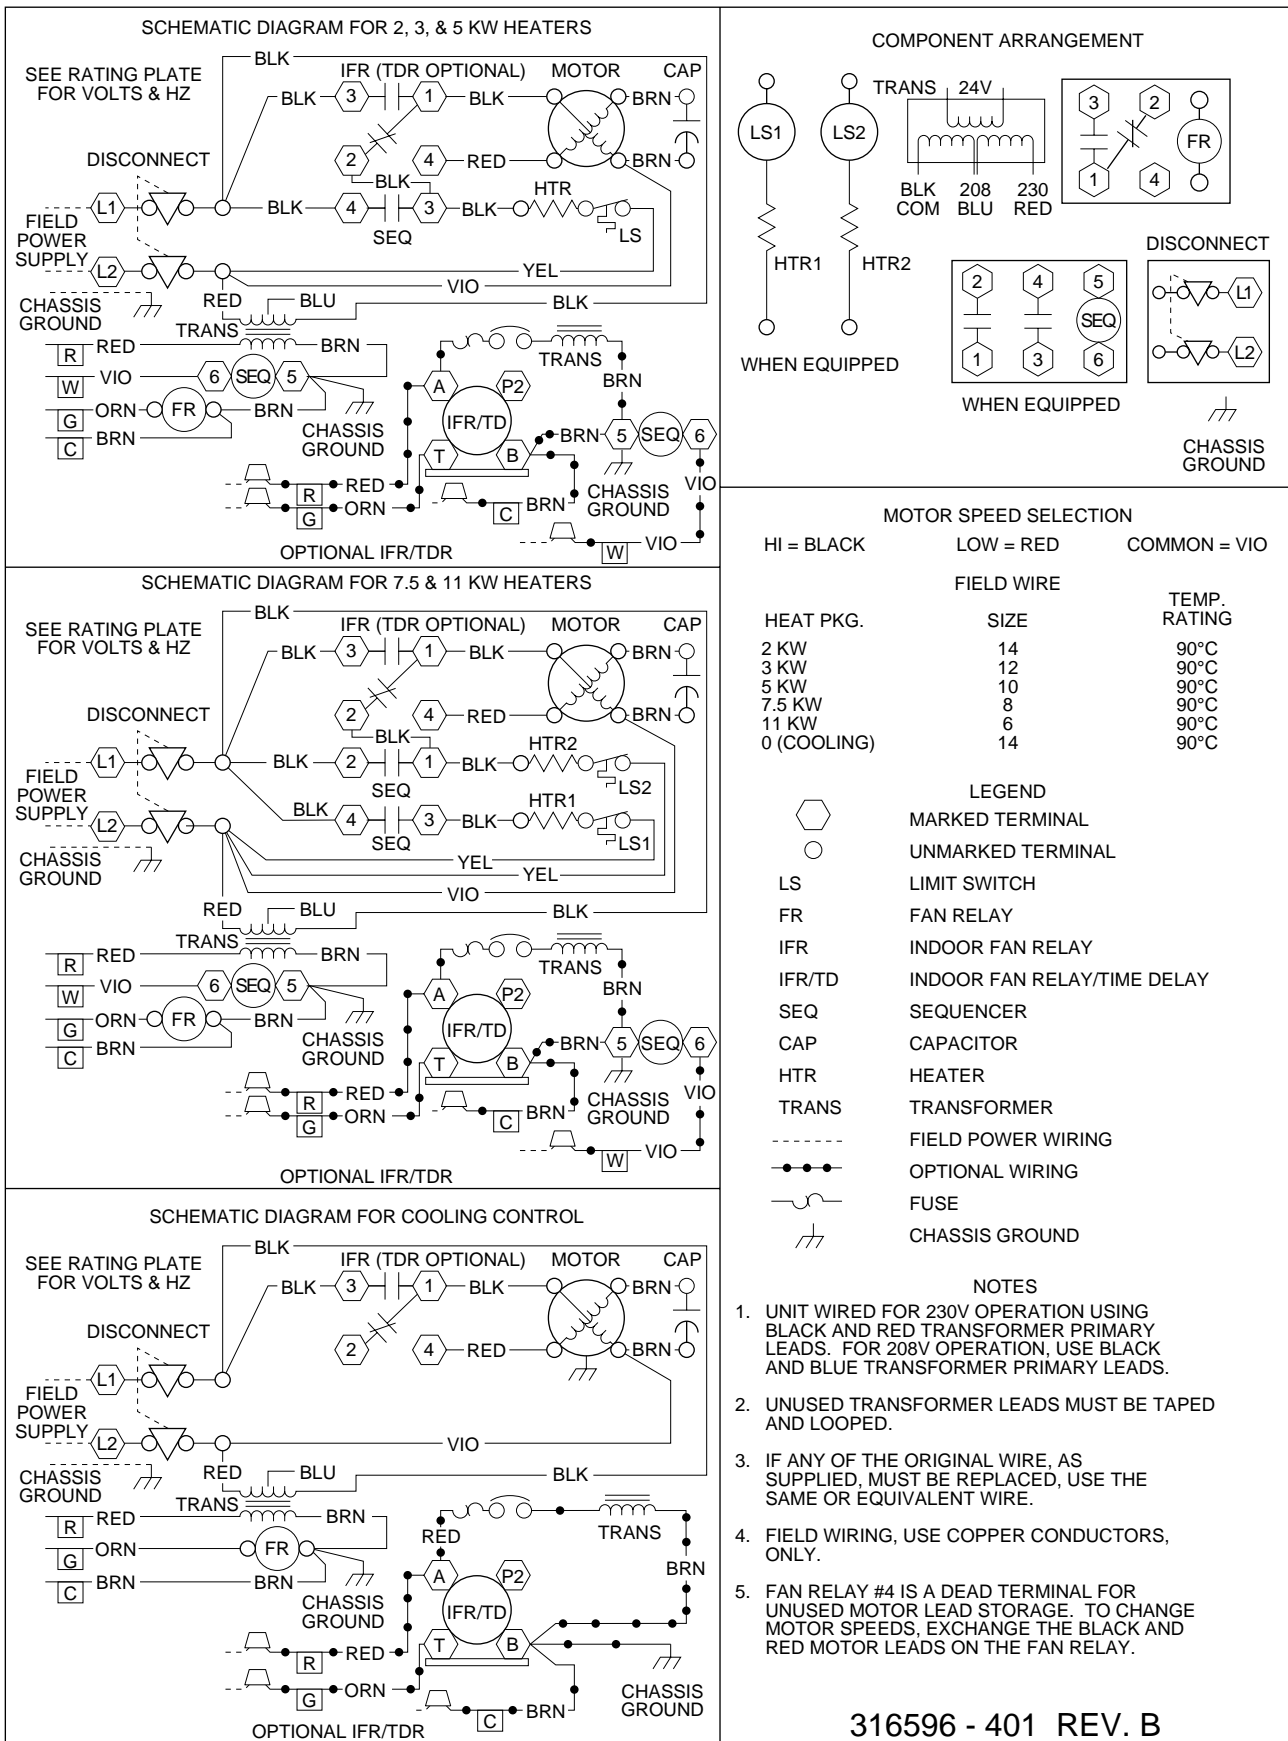 SCHEMATIC DIAGRAM FOR 2, 3, & 5 KW HEATERS
BLK
SEE RATING PLATE
FOR VOLTS & HZ
IFR (TDR OPTIONAL) MOTOR CAP
BLK 3 1 BLK BRN
DISCONNECT
2 4 RED BRN
BLK
HTR
L1 BLK 4 3 BLK
SEQ LS
FIELD
POWER
SUPPLY
L2
YEL
VIO
CHASSIS
GROUND
RED BLU BLK
TRANS
R RED BRN
W VIO 6 SEQ 5
G ORN FR BRN
C BRN
CHASSIS
GROUND
TRANS
BRN
A P2
IFR/TD
T B
BRN 5 SEQ 6
R RED
G ORN
C BRN
CHASSIS
GROUND
VIO
W VIO
OPTIONAL IFR/TDR
SCHEMATIC DIAGRAM FOR 7.5 & 11 KW HEATERS
BLK
SEE RATING PLATE
FOR VOLTS & HZ
IFR (TDR OPTIONAL) MOTOR CAP
BLK 3 1 BLK BRN
DISCONNECT
2 4 RED BRN
BLK
HTR2
L1 BLK 2 1 BLK
SEQ LS2
FIELD
POWER
SUPPLY
HTR1
L2 BLK 4 3 BLK
SEQ LS1
YEL
YEL
VIO
CHASSIS
GROUND
RED BLU BLK
TRANS
R RED BRN
W VIO 6 SEQ 5
G ORN FR BRN
C BRN
CHASSIS
GROUND
TRANS
BRN
A P2
IFR/TD
T B
BRN 5 SEQ 6
R RED
G ORN
C BRN
CHASSIS
GROUND
VIO
W VIO
OPTIONAL IFR/TDR
SCHEMATIC DIAGRAM FOR COOLING CONTROL
BLK
SEE RATING PLATE
FOR VOLTS & HZ
IFR (TDR OPTIONAL) MOTOR CAP
BLK 3 1 BLK BRN
DISCONNECT
2 4 RED BRN
L1
FIELD
POWER
SUPPLY
L2 VIO
CHASSIS
GROUND
RED BLU BLK
TRANS
R RED BRN
G ORN FR
C BRN BRN
CHASSIS
GROUND
TRANS
RED
BRN
A P2
IFR/TD
T B
R RED
G ORN
C BRN
CHASSIS
GROUND
OPTIONAL IFR/TDR
COMPONENT ARRANGEMENT
LS1 LS2
HTR1 HTR2
WHEN EQUIPPED
TRANS 24V
BLK 208 230
COM BLU RED
3 2
FR
1 4
2 4 5
SEQ
1 3 6
WHEN EQUIPPED
DISCONNECT
L1
L2
CHASSIS
GROUND
MOTOR SPEED SELECTION
HI = BLACK LOW = RED COMMON = VIO
FIELD WIRE
HEAT PKG. SIZE TEMP. RATING
2 KW 14 90°C
3 KW 12 90°C
5 KW 10 90°C
7.5 KW 8 90°C
11 KW 6 90°C
0 (COOLING) 14 90°C
LEGEND
MARKED TERMINAL
UNMARKED TERMINAL
LS LIMIT SWITCH
FR FAN RELAY
IFR INDOOR FAN RELAY
IFR/TD INDOOR FAN RELAY/TIME DELAY
SEQ SEQUENCER
CAP CAPACITOR
HTR HEATER
TRANS TRANSFORMER
FIELD POWER WIRING
OPTIONAL WIRING
FUSE
CHASSIS GROUND
NOTES
1. UNIT WIRED FOR 230V OPERATION USING
BLACK AND RED TRANSFORMER PRIMARY
LEADS. FOR 208V OPERATION, USE BLACK
AND BLUE TRANSFORMER PRIMARY LEADS.
2. UNUSED TRANSFORMER LEADS MUST BE TAPED
AND LOOPED.
3. IF ANY OF THE ORIGINAL WIRE, AS
SUPPLIED, MUST BE REPLACED, USE THE
SAME OR EQUIVALENT WIRE.
4. FIELD WIRING, USE COPPER CONDUCTORS,
ONLY.
5. FAN RELAY #4 IS A DEAD TERMINAL FOR
UNUSED MOTOR LEAD STORAGE. TO CHANGE
MOTOR SPEEDS, EXCHANGE THE BLACK AND
RED MOTOR LEADS ON THE FAN RELAY.
316596 - 401 REV. B